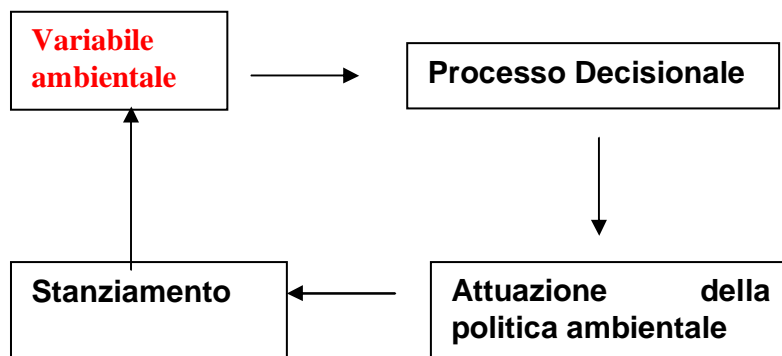 Variabile
ambientale
Processo Decisionale
Stanziamento
Attuazione della
politica ambientale